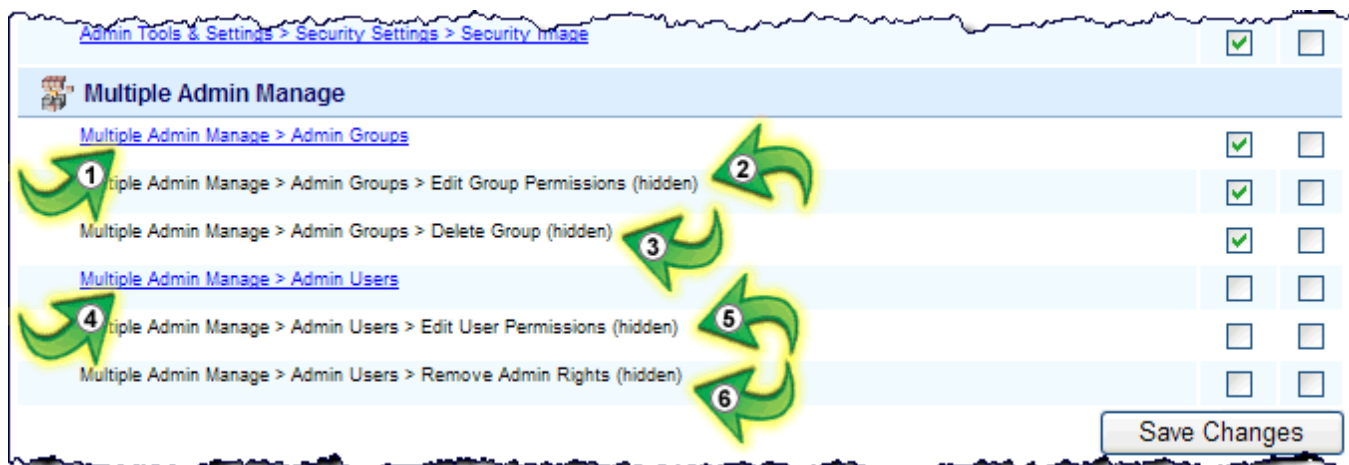 Admin Tools & Settings > Security Settings > Security Image
Multiple Admin Manage
Multiple Admin Manage > Admin Groups
1
tiple Admin Manage > Admin Groups > Edit Group Permissions (hidden)
2
Multiple Admin Manage > Admin Groups > Delete Group (hidden)
3
Multiple Admin Manage > Admin Users
4
tiple Admin Manage > Admin Users > Edit User Permissions (hidden)
5
Multiple Admin Manage > Admin Users > Remove Admin Rights (hidden)
6
Save Changes